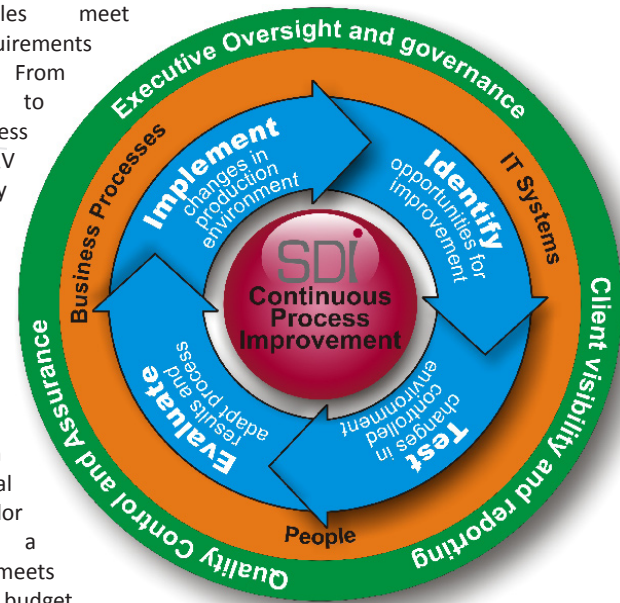 les meet
uirements
From
to
ess
V
y
al
lor
a
meets
budget
Executive Oversight and governance
Client visibility and reporting
Quality Control and Assurance
Business Processes
IT Systems
People
Implement
changes in
production
environment
Identify
opportunities for
improvement
Test
changes in
controlled
environment
Evaluate
results and
adapt process
SDi
Continuous
Process
Improvement